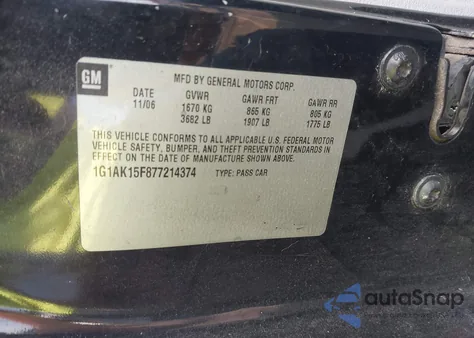 GM
MFD BY GENERAL MOTORS CORP.
DATE GVWR GAWR FRT GAWR RR
11/06 1670 KG 865 KG 805 KG
3682 LB 1907 LB 1775 LB
THIS VEHICLE CONFORMS TO ALL APPLICABLE U.S. FEDERAL MOTOR
VEHICLE SAFETY, BUMPER, AND THEFT PREVENTION STANDARDS
IN EFFECT ON THE DATE OF MANUFACTURE SHOWN ABOVE.
1G1AK15F877214374 TYPE: PASS CAR
autoSnap